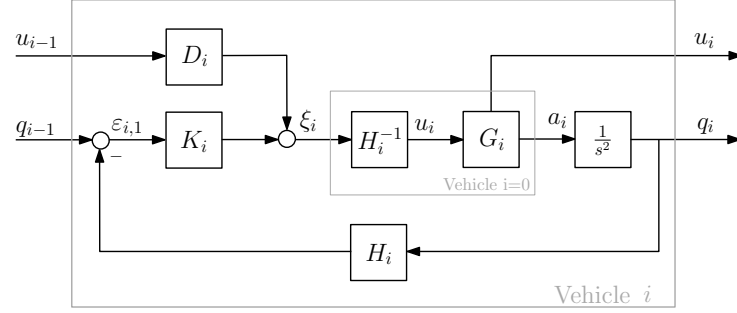 u_{i-1}
D_i
u_i
q_{i-1}
ε_{i,1}
K_i
ξ_i
H_i^{-1}
u_i
G_i
a_i
1/s^2
q_i
–
Vehicle i=0
H_i
Vehicle i